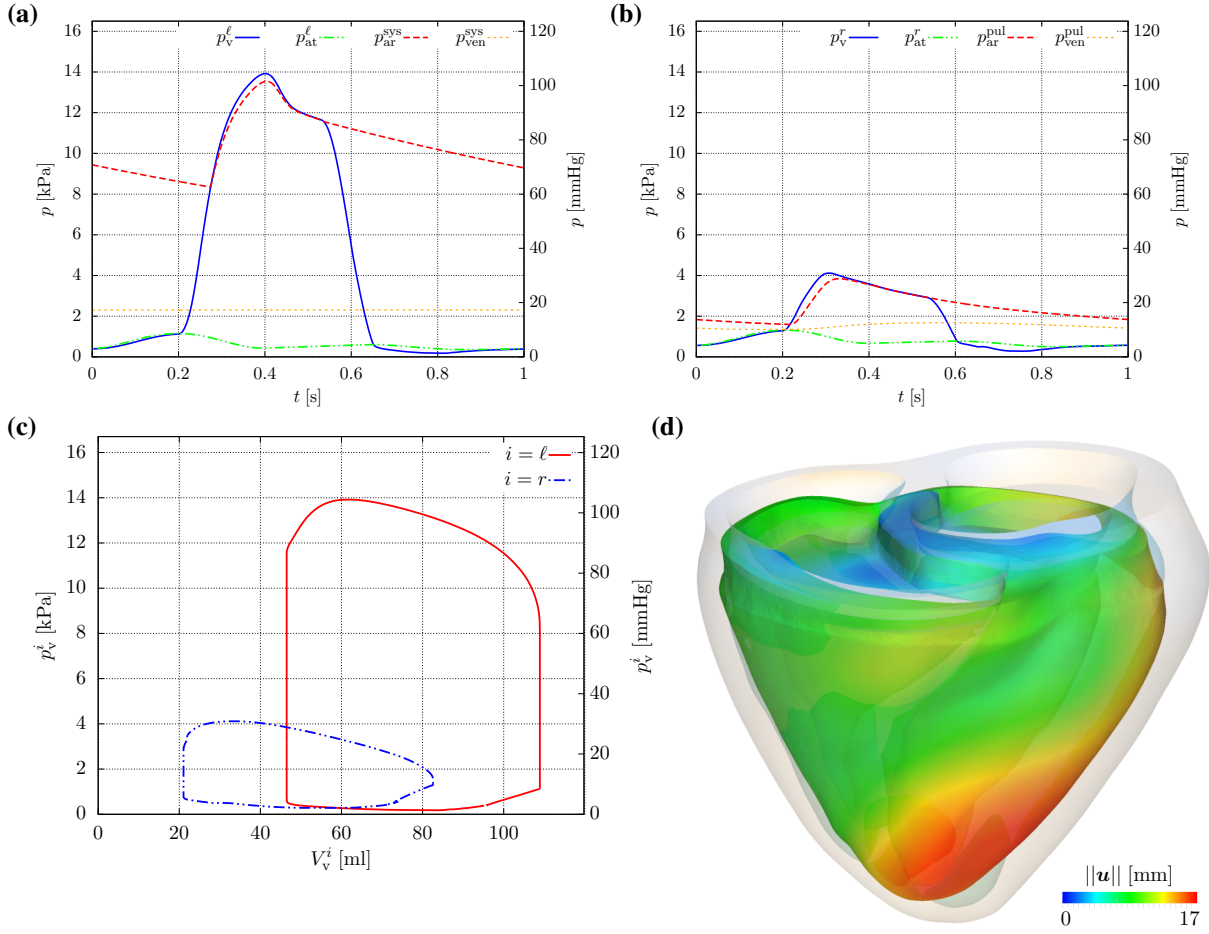 (a)
p_v^ℓ p_at^ℓ p_ar^sys p_ven^sys
16 14 12 10 8 6 4 2 0
p [kPa]
120 100 80 60 40 20 0
p [mmHg]
0 0.2 0.4 0.6 0.8 1
t [s]
(b)
p_v^r p_at^r p_ar^pul p_ven^pul
16 14 12 10 8 6 4 2 0
p [kPa]
120 100 80 60 40 20 0
p [mmHg]
0 0.2 0.4 0.6 0.8 1
t [s]
(c)
i = ℓ
i = r
16 14 12 10 8 6 4 2 0
p_v^i [kPa]
120 100 80 60 40 20 0
p_v^i [mmHg]
0 20 40 60 80 100
V_v^i [ml]
(d)
||u|| [mm]
0 17